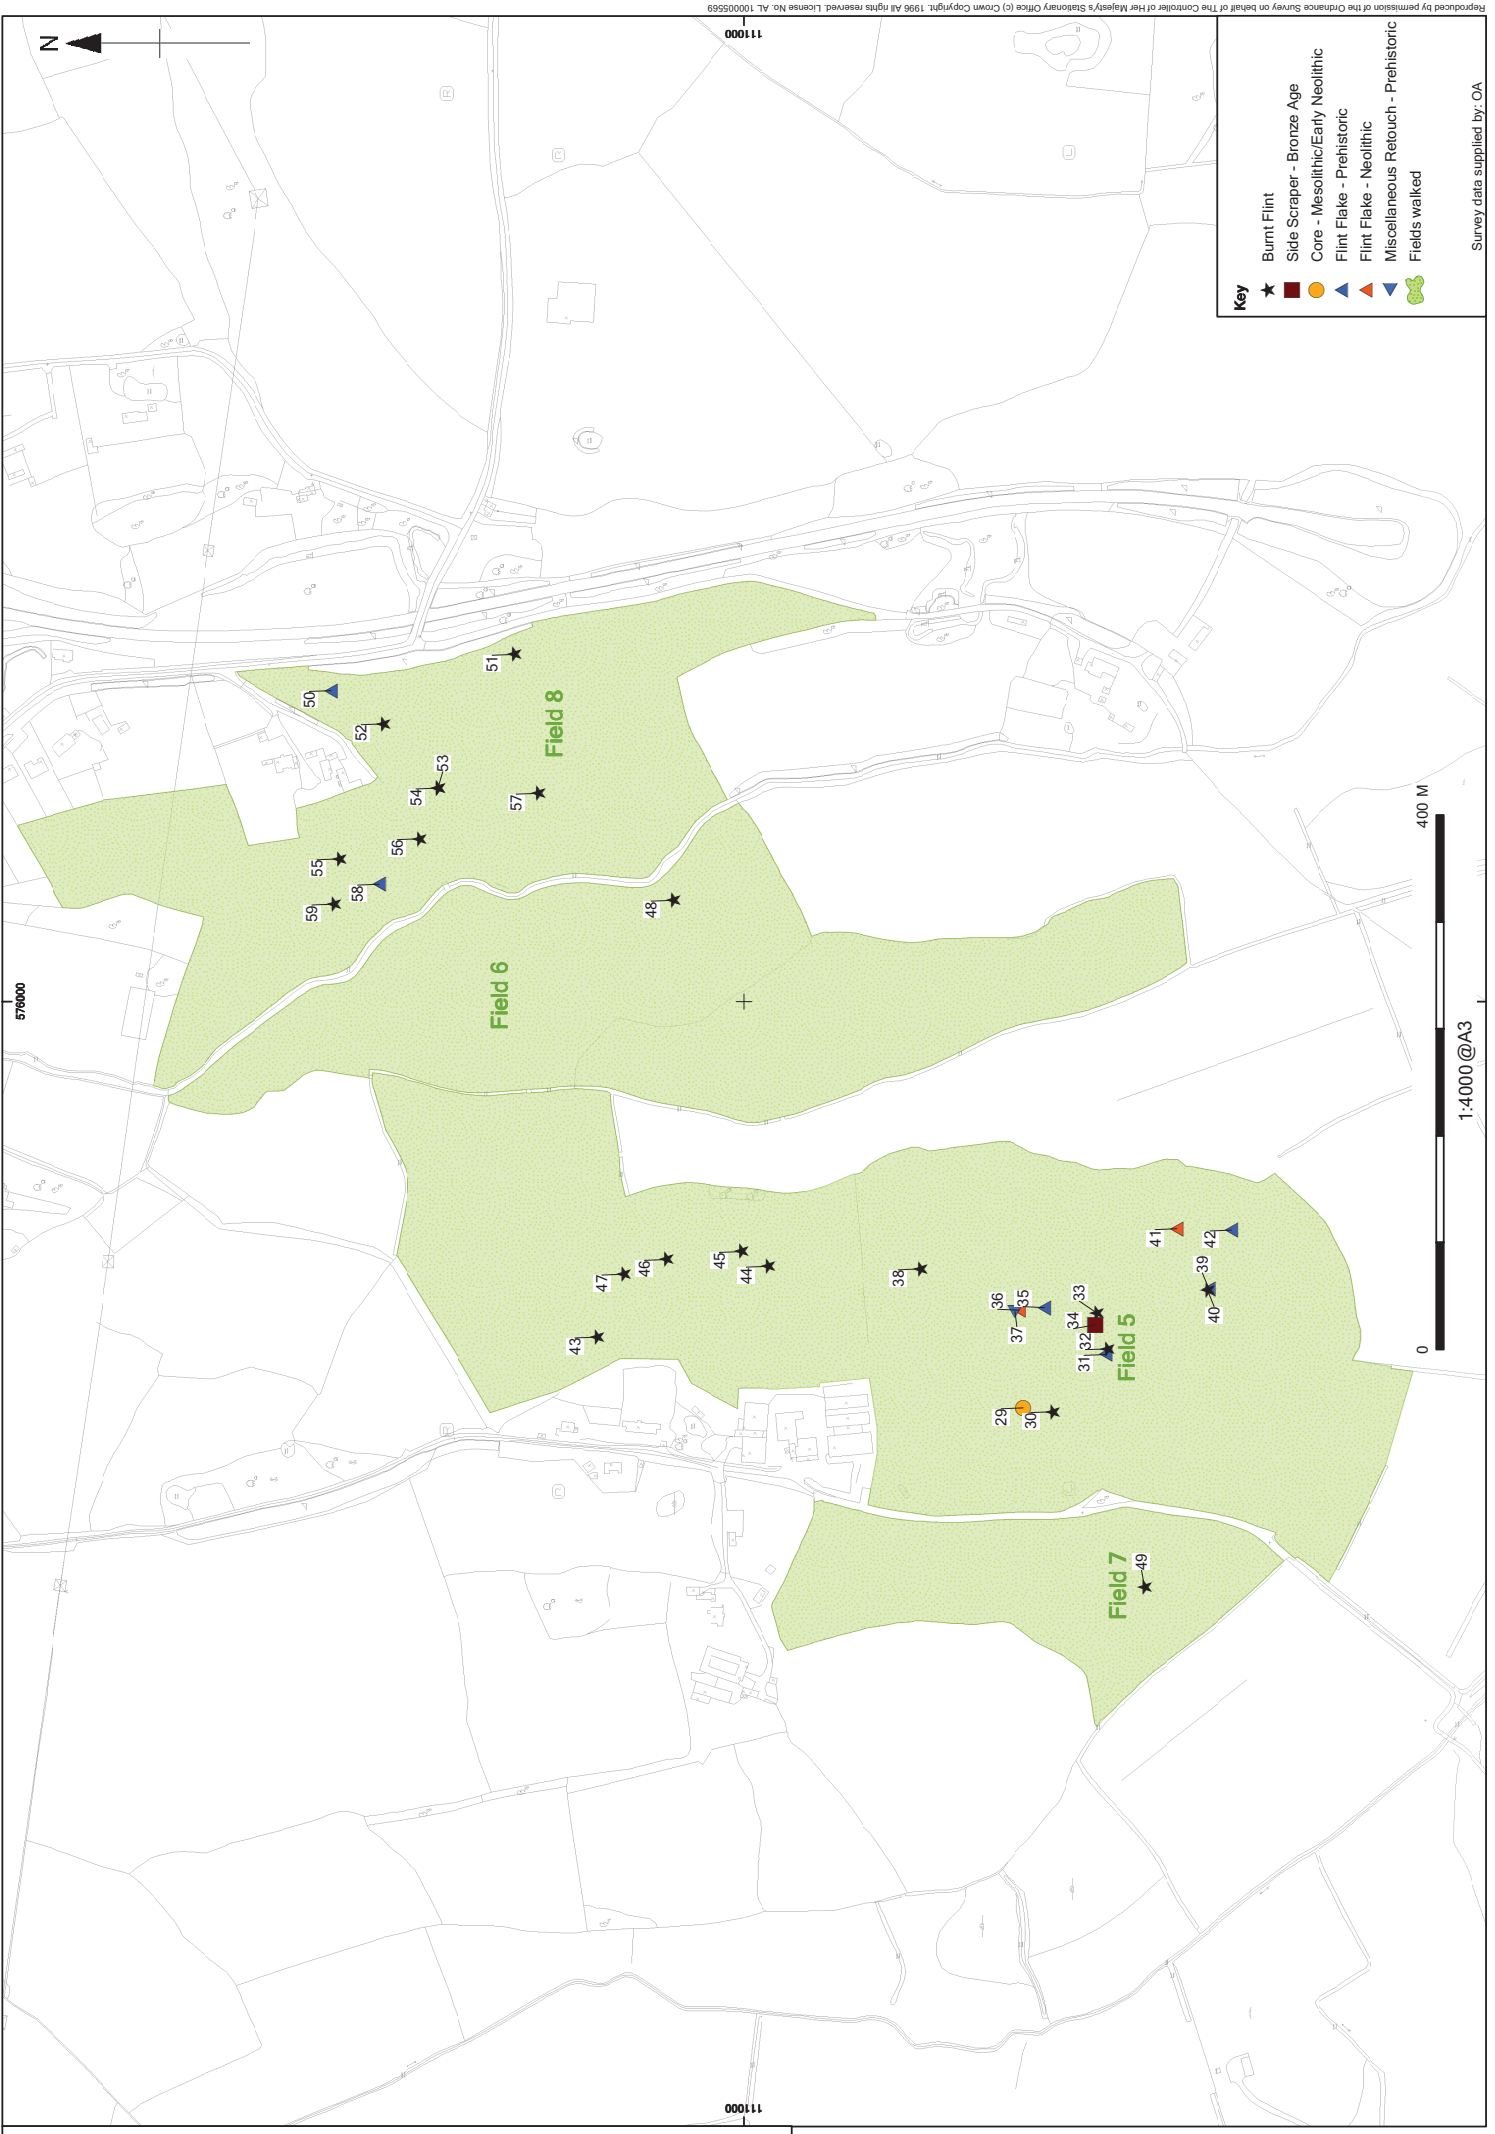 Reproduced by permission of the Ordnance Survey on behalf of The Controller of Her Majesty's Stationary Office (c) Crown Copyright. 1996 All rights reserved. License No. AL 100005569
N
111000
576000
50
51
52
53
54
55
56
57
58
59
Field 8
48
Field 6
47
46
45
44
43
38
41
42
39
40
36
35
37
33
34
32
31
Field 5
29
30
Field 7
49
111000
Key
Burnt Flint
Side Scraper - Bronze Age
Core - Mesolithic/Early Neolithic
Flint Flake - Prehistoric
Flint Flake - Neolithic
Miscellaneous Retouch - Prehistoric
Fields walked
Survey data supplied by: OA
0
400 M
1:4000@A3